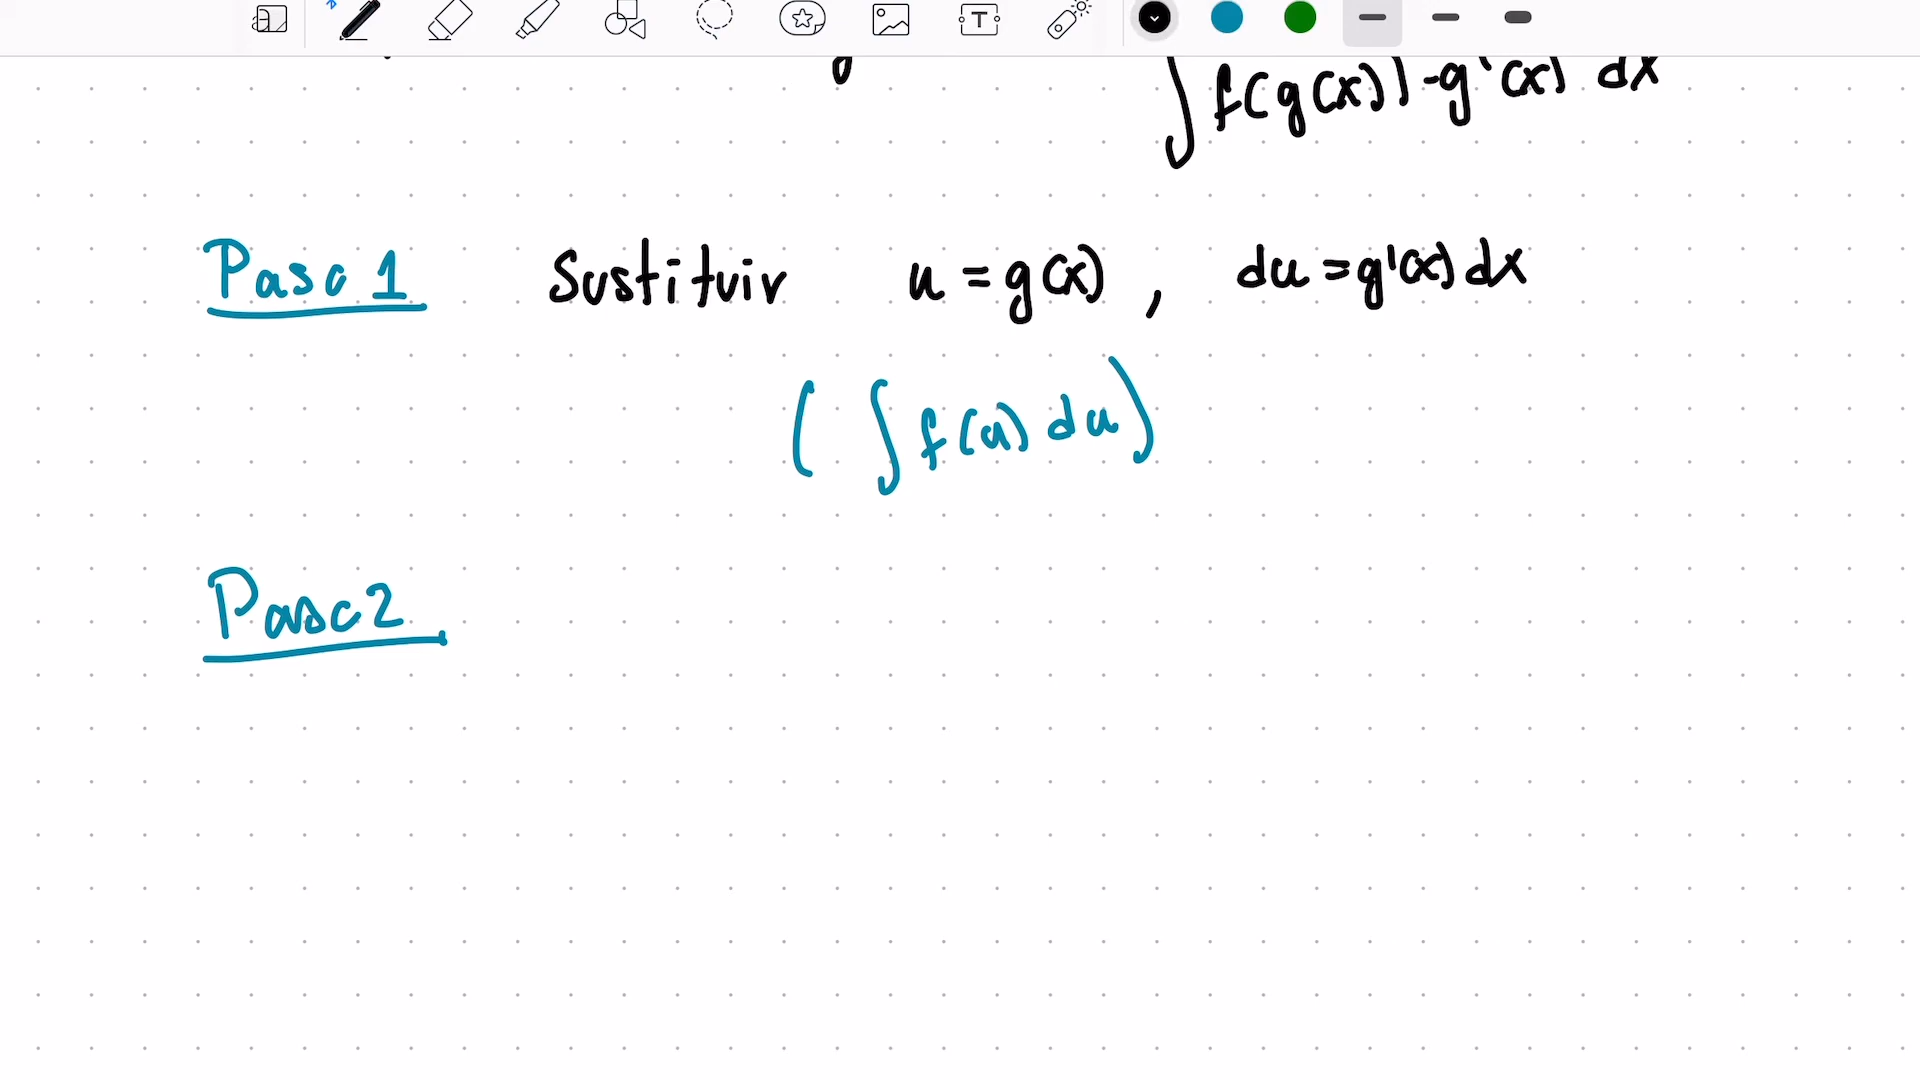 ∫ f(g(x))·g'(x) dx
Paso 1 Sustituir u = g(x) , du = g'(x) dx
( ∫ f(u) du )
Paso 2